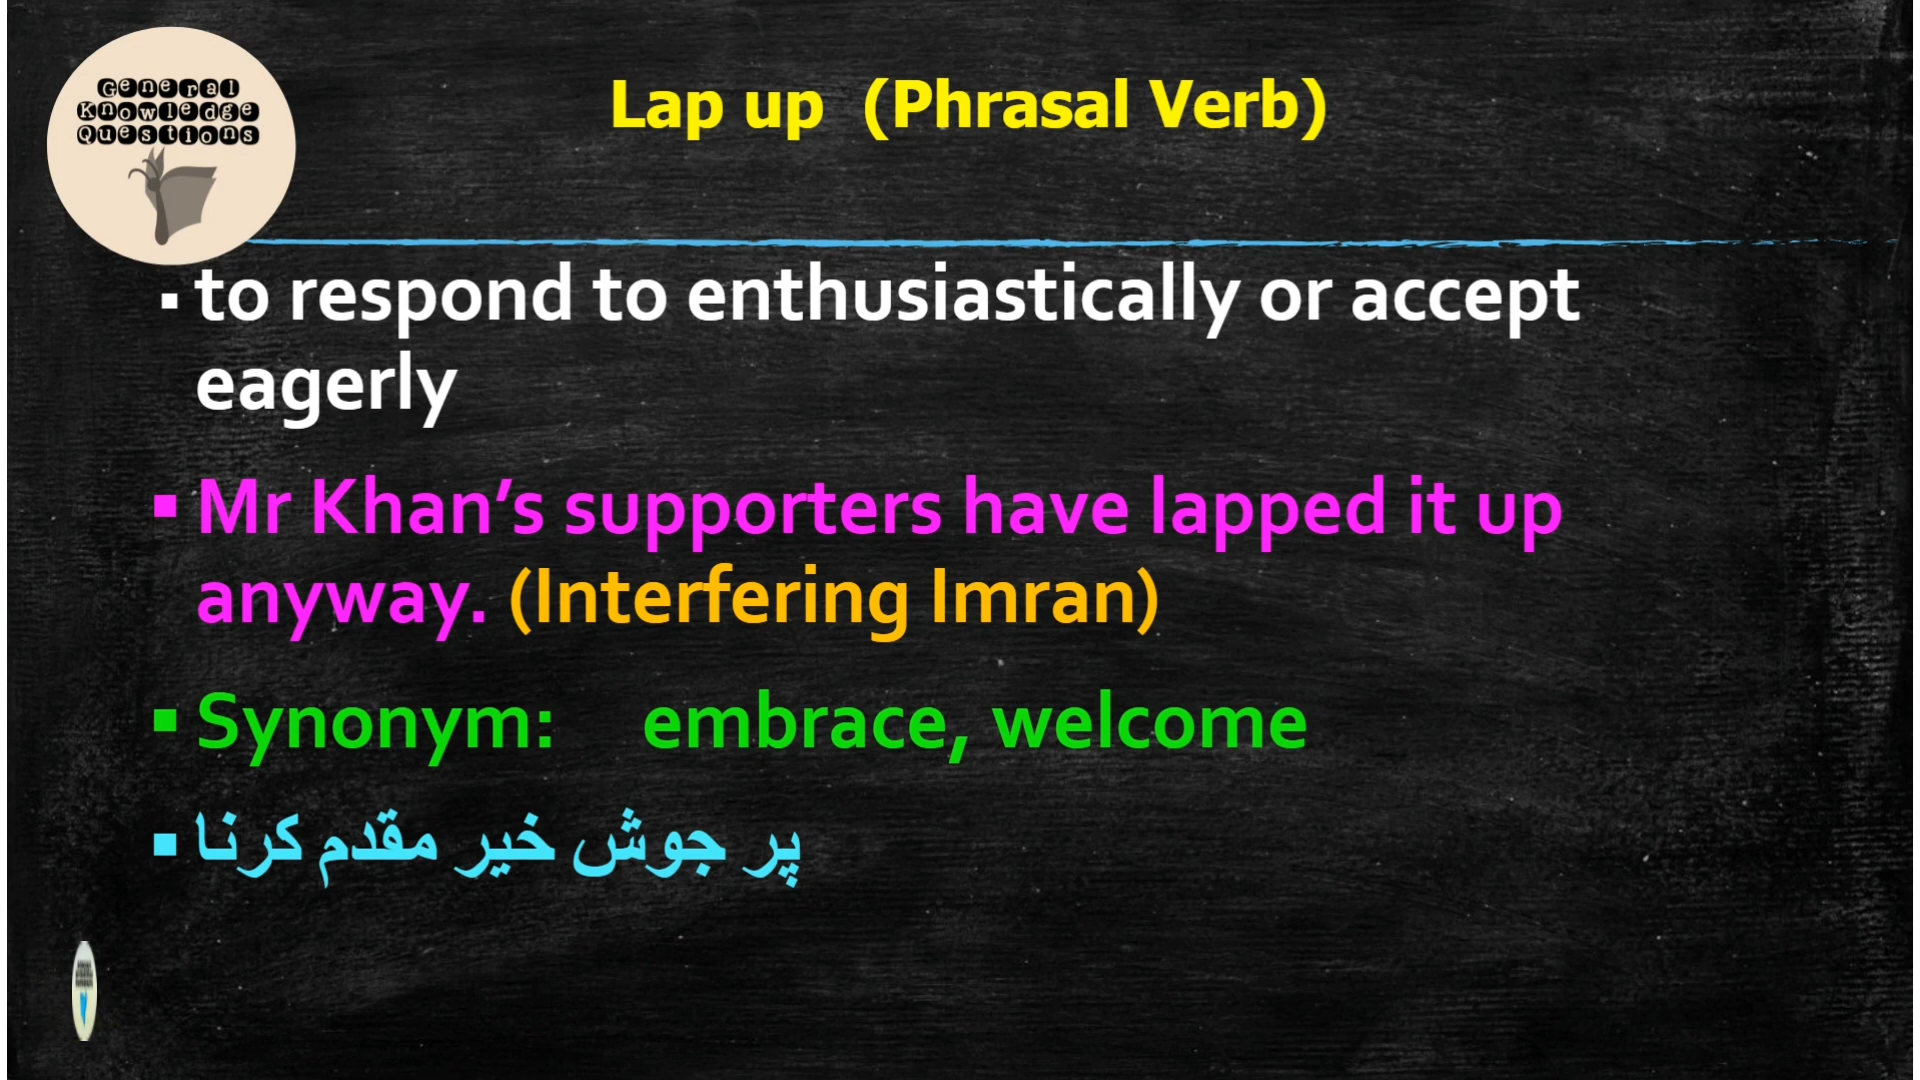 General
Knowledge
Questions
Lap up (Phrasal Verb)
▪ to respond to enthusiastically or accept
eagerly
▪ Mr Khan’s supporters have lapped it up
anyway. (Interfering Imran)
▪ Synonym: embrace, welcome
▪ پر جوش خیر مقدم کرنا